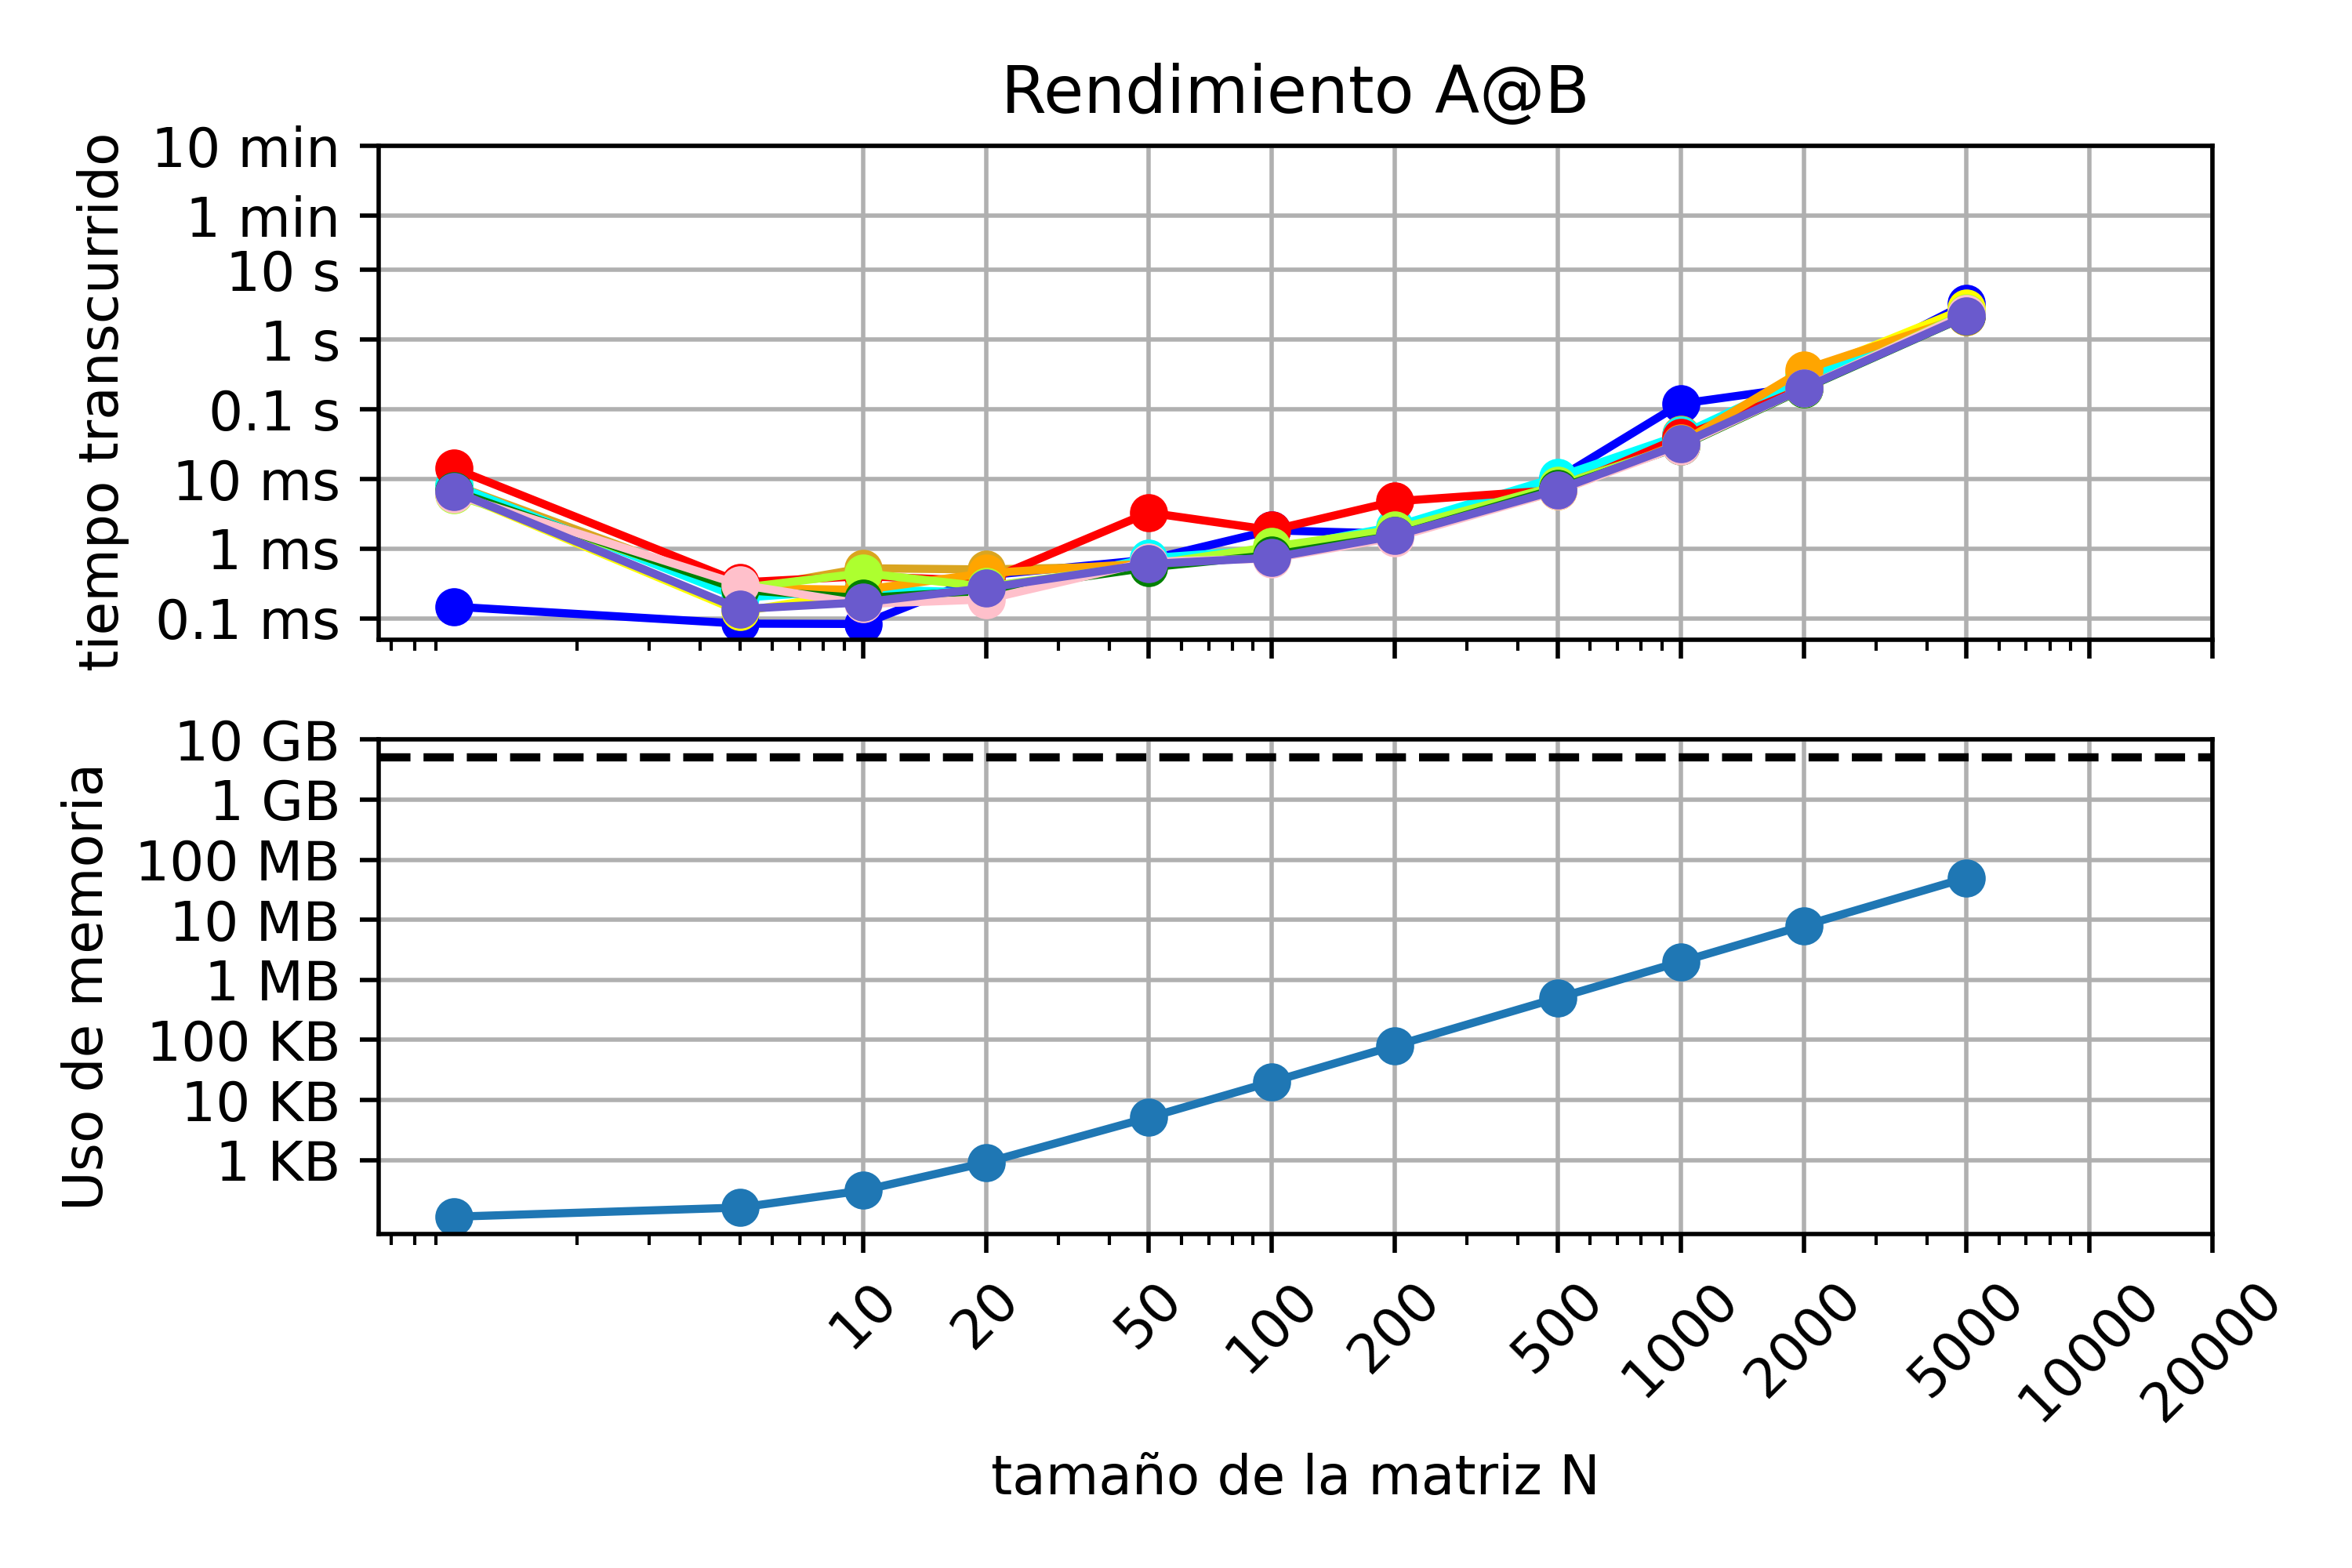 Rendimiento A@B
tiempo transcurrido
10 min
1 min
10 s
1 s
0.1 s
10 ms
1 ms
0.1 ms
Uso de memoria
10 GB
1 GB
100 MB
10 MB
1 MB
100 KB
10 KB
1 KB
10
20
50
100
200
500
1000
2000
5000
10000
20000
tamaño de la matriz N